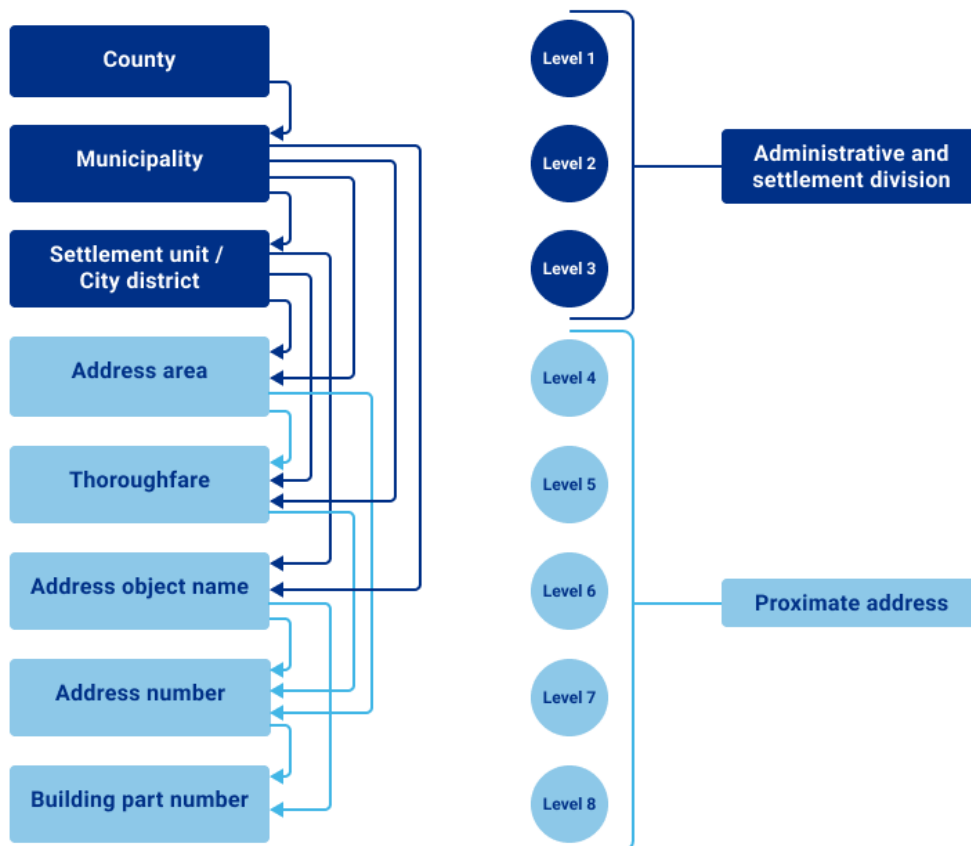 County
Level 1
Municipality
Level 2
Administrative and
settlement division
Settlement unit /
City district
Level 3
Address area
Level 4
Thoroughfare
Level 5
Address object name
Level 6
Proximate address
Address number
Level 7
Building part number
Level 8